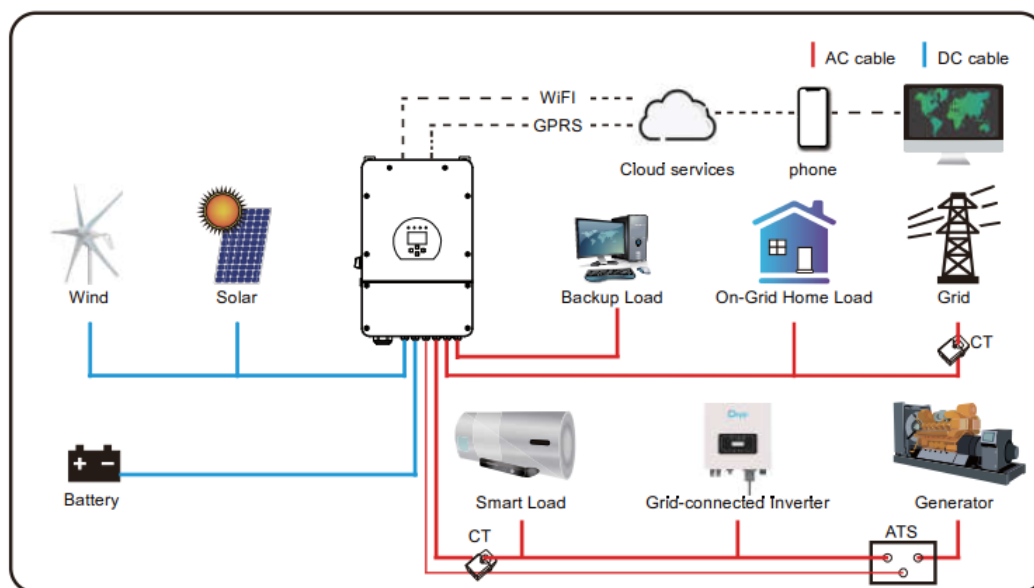 AC cable
DC cable
WiFI
GPRS
Cloud services
phone
Wind
Solar
Backup Load
On-Grid Home Load
Grid
CT
Battery
Smart Load
Grid-connected Inverter
Generator
CT
ATS